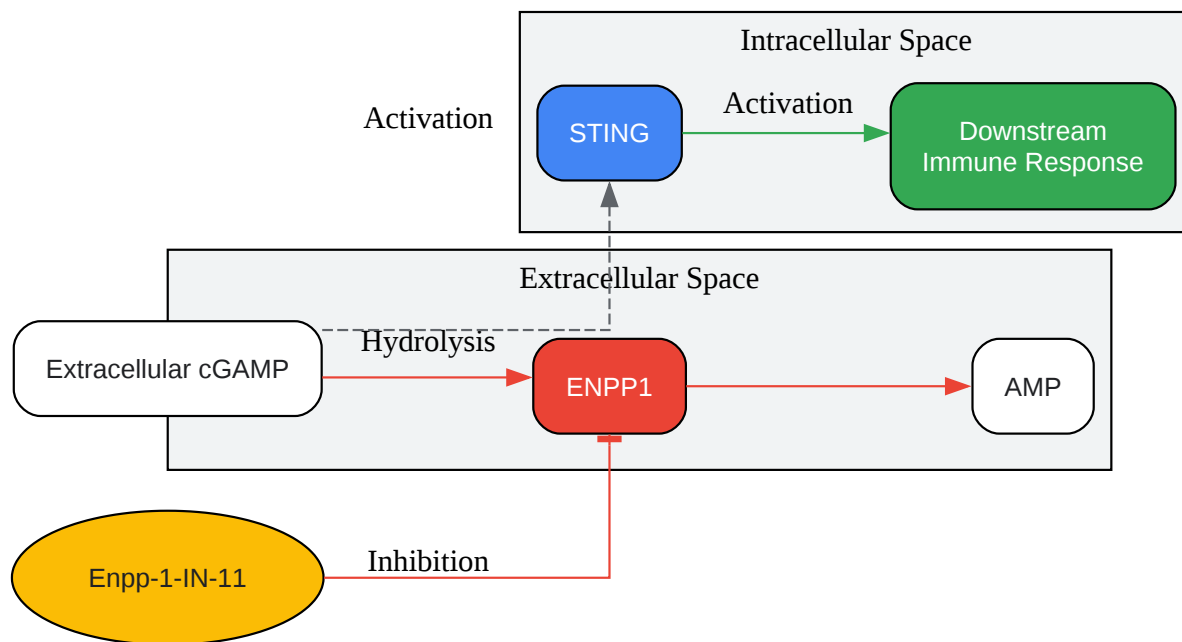 Intracellular Space
Activation
STING
Activation
Downstream
Immune Response
Extracellular Space
Extracellular cGAMP
Hydrolysis
ENPP1
AMP
Enpp-1-IN-11
Inhibition